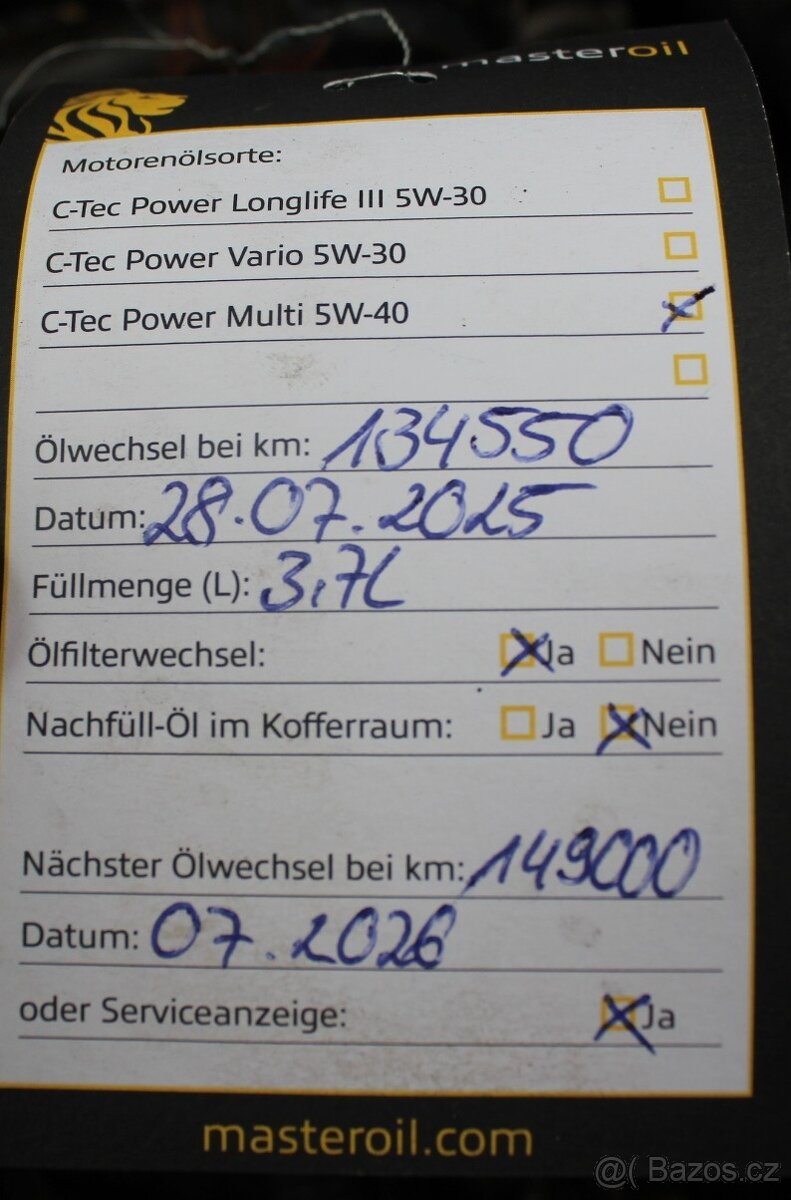 masteroil
Motorenölsorte:
C-Tec Power Longlife III 5W-30
C-Tec Power Vario 5W-30
C-Tec Power Multi 5W-40
Ölwechsel bei km: 134550
Datum: 28.07.2025
Füllmenge (L): 3,7L
Ölfilterwechsel: Ja Nein
Nachfüll-Öl im Kofferraum: Ja Nein
Nächster Ölwechsel bei km: 149000
Datum: 07.2026
oder Serviceanzeige: Ja
masteroil.com
@( Bazos.cz